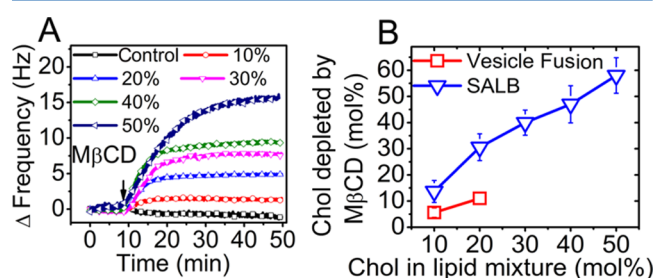 A
Control
10%
20%
30%
40%
50%
MβCD
Δ Frequency (Hz)
20
15
10
5
0
0 10 20 30 40 50
Time (min)
B
Vesicle Fusion
SALB
Chol depleted by
MβCD (mol%)
60
50
40
30
20
10
0
10 20 30 40 50
Chol in lipid mixture (mol%)